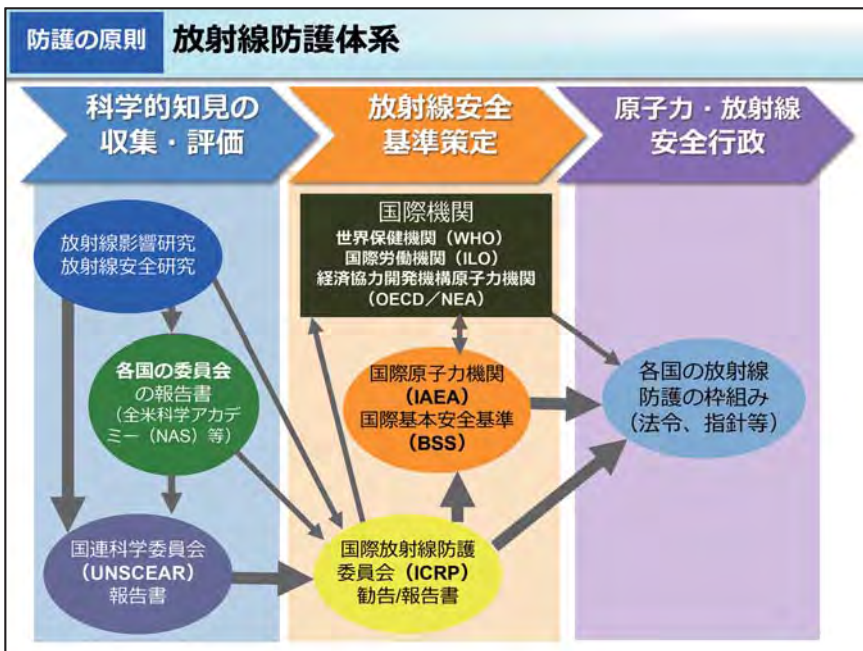 防護の原則
放射線防護体系
科学的知見の
収集・評価
放射線安全
基準策定
原子力・放射線
安全行政
放射線影響研究
放射線安全研究
各国の委員会
の報告書
(全米科学アカデ
ミー(NAS)等)
国連科学委員会
(UNSCEAR)
報告書
国際機関
世界保健機関(WHO)
国際労働機関(ILO)
経済協力開発機構原子力機関
(OECD/NEA)
国際原子力機関
(IAEA)
国際基本安全基準
(BSS)
国際放射線防護
委員会(ICRP)
勧告/報告書
各国の放射線
防護の枠組み
(法令、指針等)